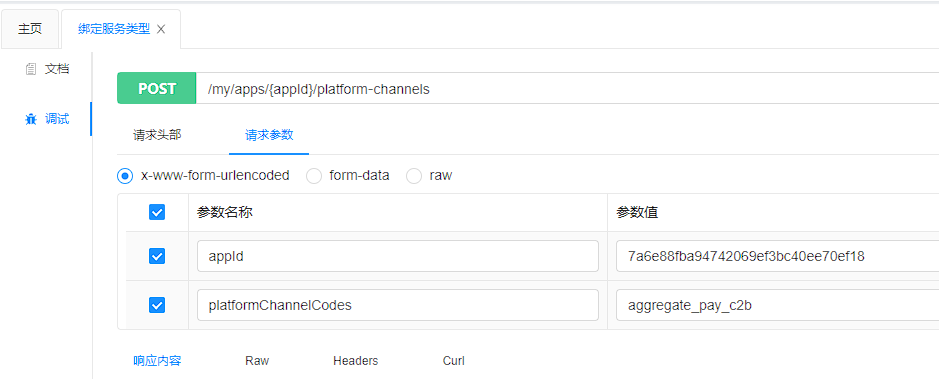 主页 绑定服务类型
文档
POST /my/apps/{appId}/platform-channels
调试
请求头部 请求参数
x-www-form-urlencoded form-data raw
参数名称 参数值
appId 7a6e88fba94742069ef3bc40ee70ef18
platformChannelCodes aggregate_pay_c2b
响应内容 Raw Headers Curl